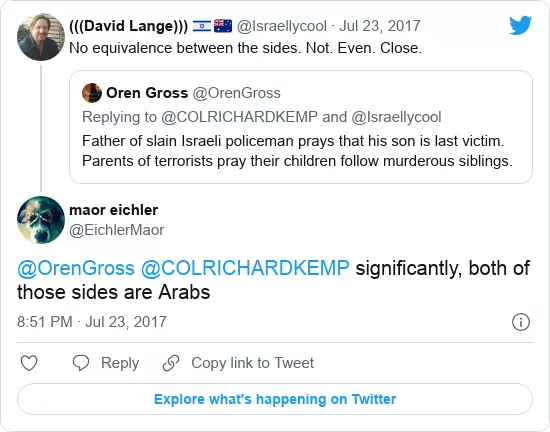 (((David Lange))) 🇮🇱🇦🇺 @Israellycool · Jul 23, 2017
No equivalence between the sides. Not. Even. Close.
Oren Gross @OrenGross
Replying to @COLRICHARDKEMP and @Israellycool
Father of slain Israeli policeman prays that his son is last victim.
Parents of terrorists pray their children follow murderous siblings.
maor eichler
@EichlerMaor
@OrenGross @COLRICHARDKEMP significantly, both of
those sides are Arabs
8:51 PM · Jul 23, 2017
Reply Copy link to Tweet
Explore what's happening on Twitter